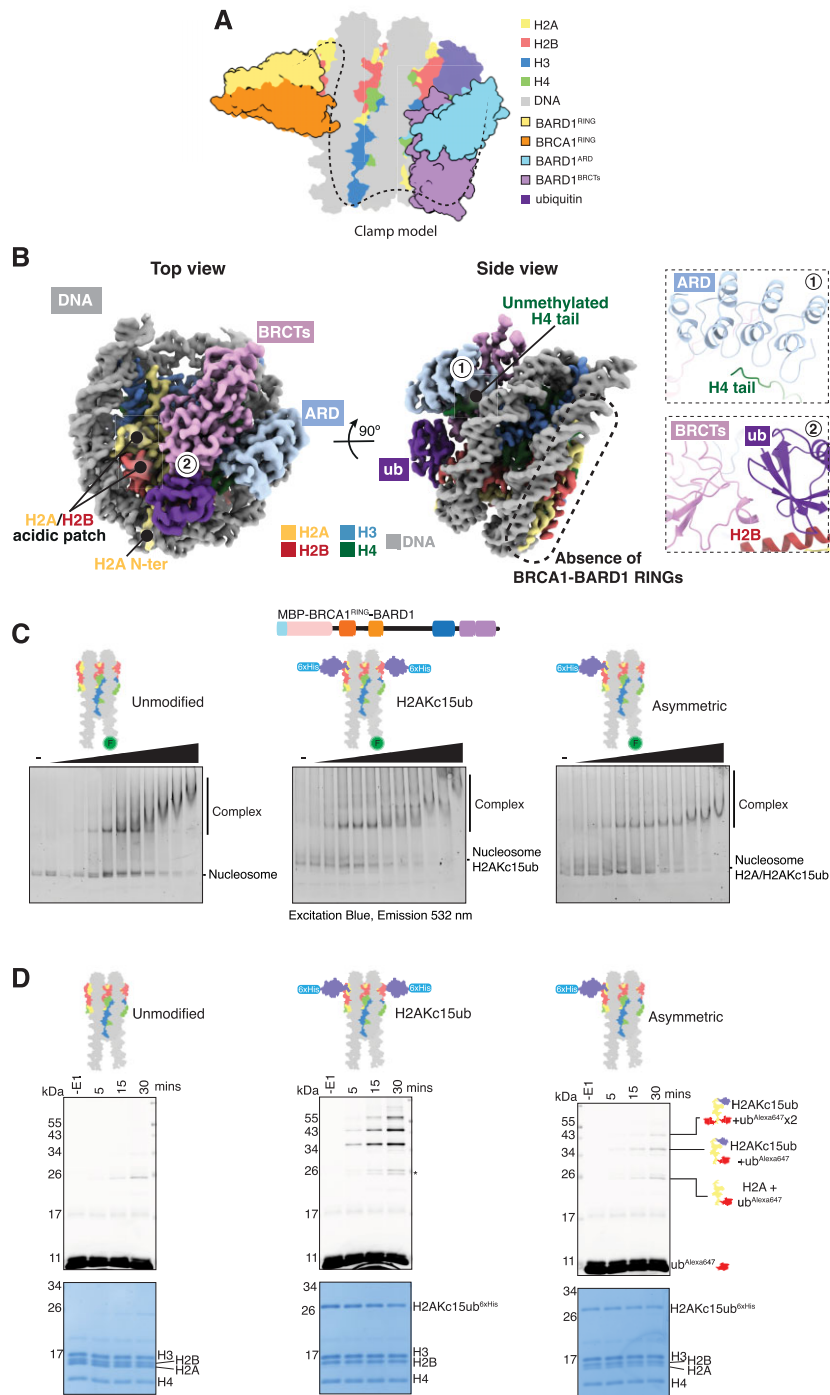 A
H2A
H2B
H3
H4
DNA
BARD1RING
BRCA1RING
BARD1ARD
BARD1BRCTs
ubiquitin
Clamp model
B
Top view
Side view
DNA
BRCTs
ARD
2
H2A/H2B
acidic patch
H2A N-ter
90º
Unmethylated
H4 tail
1
ub
H2A
H2B
H3
H4
DNA
Absence of
BRCA1-BARD1 RINGs
ARD
1
H4 tail
BRCTs
ub
2
H2B
C
MBP-BRCA1RING-BARD1
Unmodified
F
-
Complex
Nucleosome
6xHis
6xHis
H2AKc15ub
F
-
Complex
Nucleosome
H2AKc15ub
Excitation Blue, Emission 532 nm
6xHis
Asymmetric
F
-
Complex
Nucleosome
H2A/H2AKc15ub
D
Unmodified
kDa
-E1
5
15
30
mins
55
43
34
26
17
11
34
26
17
H3
H2B
H2A
H4
6xHis
6xHis
H2AKc15ub
kDa
-E1
5
15
30
mins
55
43
34
26
*
17
11
34
26
17
H2AKc15ub6xHis
H3
H2B
H4
6xHis
Asymmetric
kDa
-E1
5
15
30
mins
55
43
34
26
17
11
H2AKc15ub
+ubAlexa647x2
H2AKc15ub
+ubAlexa647
H2A +
ubAlexa647
ubAlexa647
34
26
17
H2AKc15ub6xHis
H3
H2B
H2A
H4